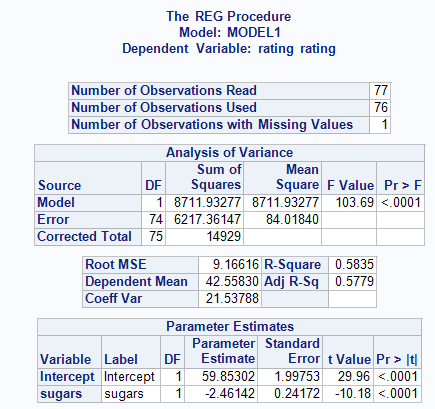 The REG Procedure
Model: MODEL1
Dependent Variable: rating rating
Number of Observations Read 77
Number of Observations Used 76
Number of Observations with Missing Values 1
Analysis of Variance
Sum of Mean
Source DF Squares Square F Value Pr > F
Model 1 8711.93277 8711.93277 103.69 <.0001
Error 74 6217.36147 84.01840
Corrected Total 75 14929
Root MSE 9.16616 R-Square 0.5835
Dependent Mean 42.55830 Adj R-Sq 0.5779
Coeff Var 21.53788
Parameter Estimates
Parameter Standard
Variable Label DF Estimate Error t Value Pr > |t|
Intercept Intercept 1 59.85302 1.99753 29.96 <.0001
sugars sugars 1 -2.46142 0.24172 -10.18 <.0001